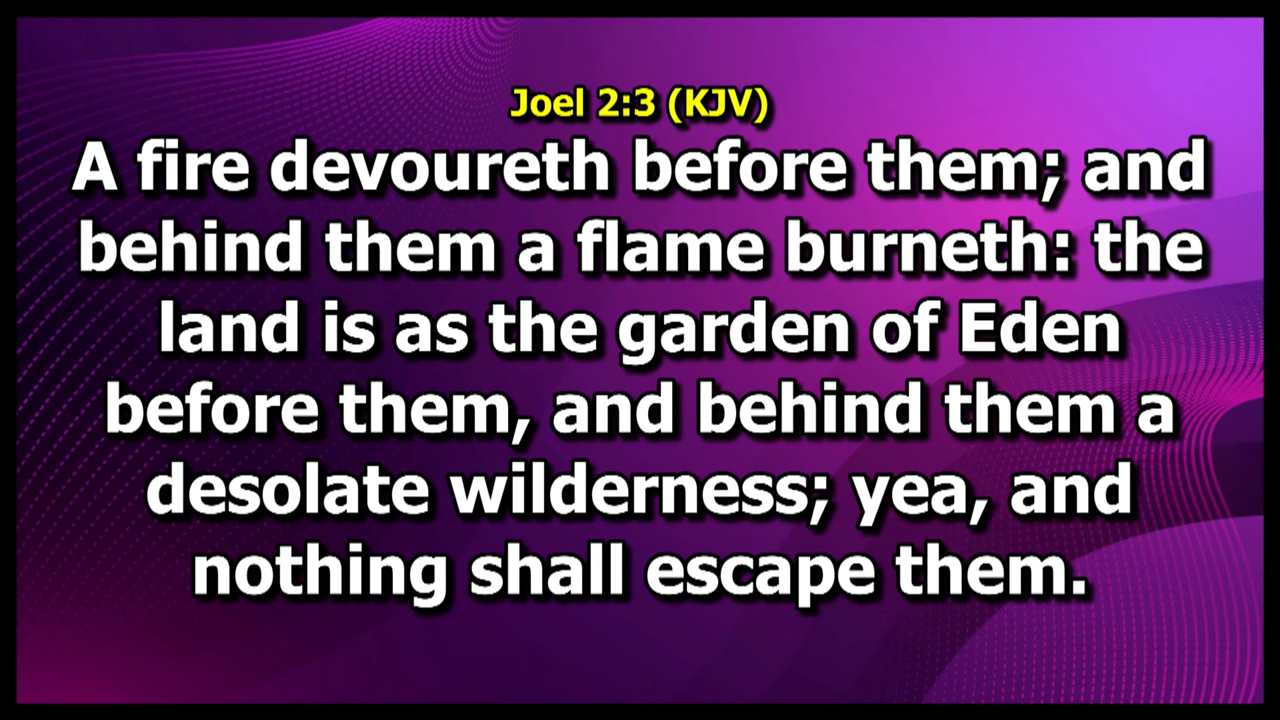 Joel 2:3 (KJV)
A fire devoureth before them; and
behind them a flame burneth: the
land is as the garden of Eden
before them, and behind them a
desolate wilderness; yea, and
nothing shall escape them.